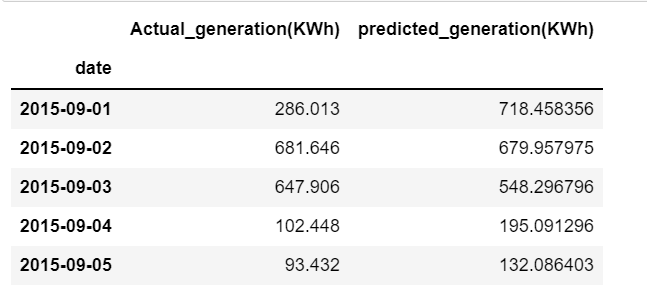 Actual_generation(KWh) predicted_generation(KWh)
date
2015-09-01 286.013 718.458356
2015-09-02 681.646 679.957975
2015-09-03 647.906 548.296796
2015-09-04 102.448 195.091296
2015-09-05 93.432 132.086403